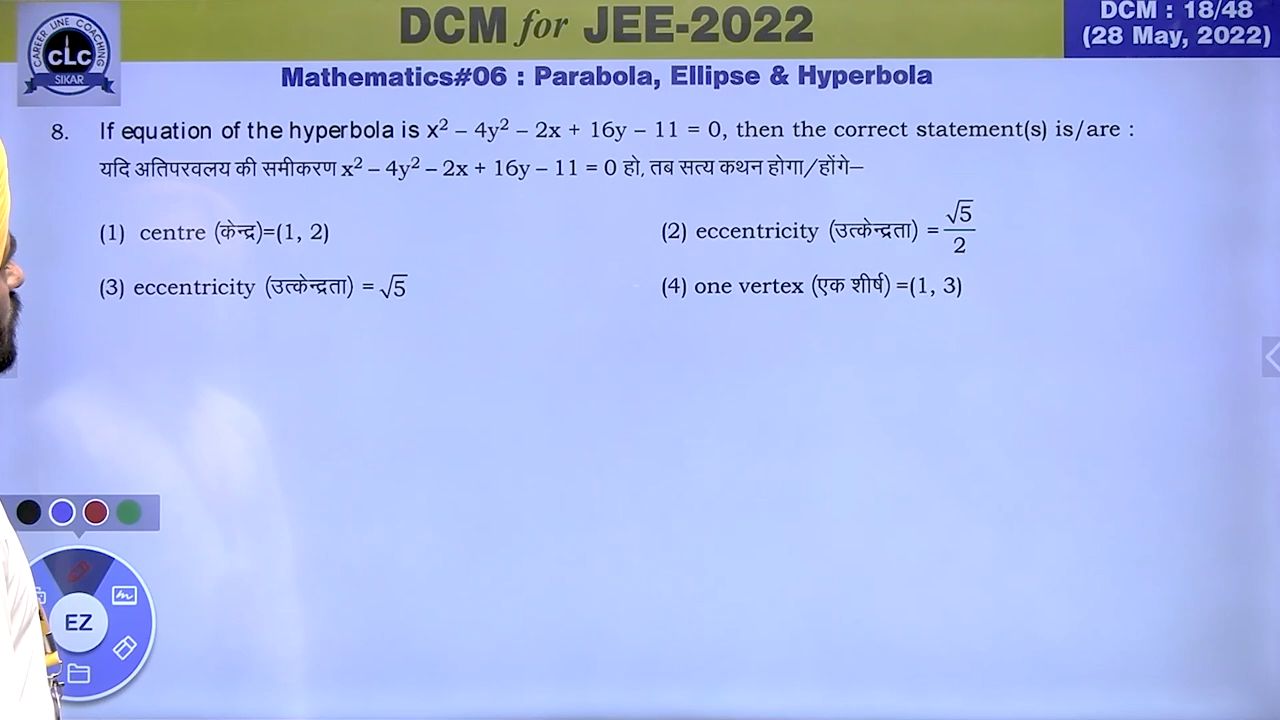 CAREER LINE COACHING
CLC
SIKAR
DCM for JEE-2022
DCM : 18/48
(28 May, 2022)
Mathematics#06 : Parabola, Ellipse & Hyperbola
8. If equation of the hyperbola is x² – 4y² – 2x + 16y – 11 = 0, then the correct statement(s) is/are :
यदि अतिपरवलय की समीकरण x² – 4y² – 2x + 16y – 11 = 0 हो, तब सत्य कथन होगा/होंगे–
(1) centre (केन्द्र)=(1, 2)
(2) eccentricity (उत्केन्द्रता) = √5/2
(3) eccentricity (उत्केन्द्रता) = √5
(4) one vertex (एक शीर्ष) =(1, 3)
EZ